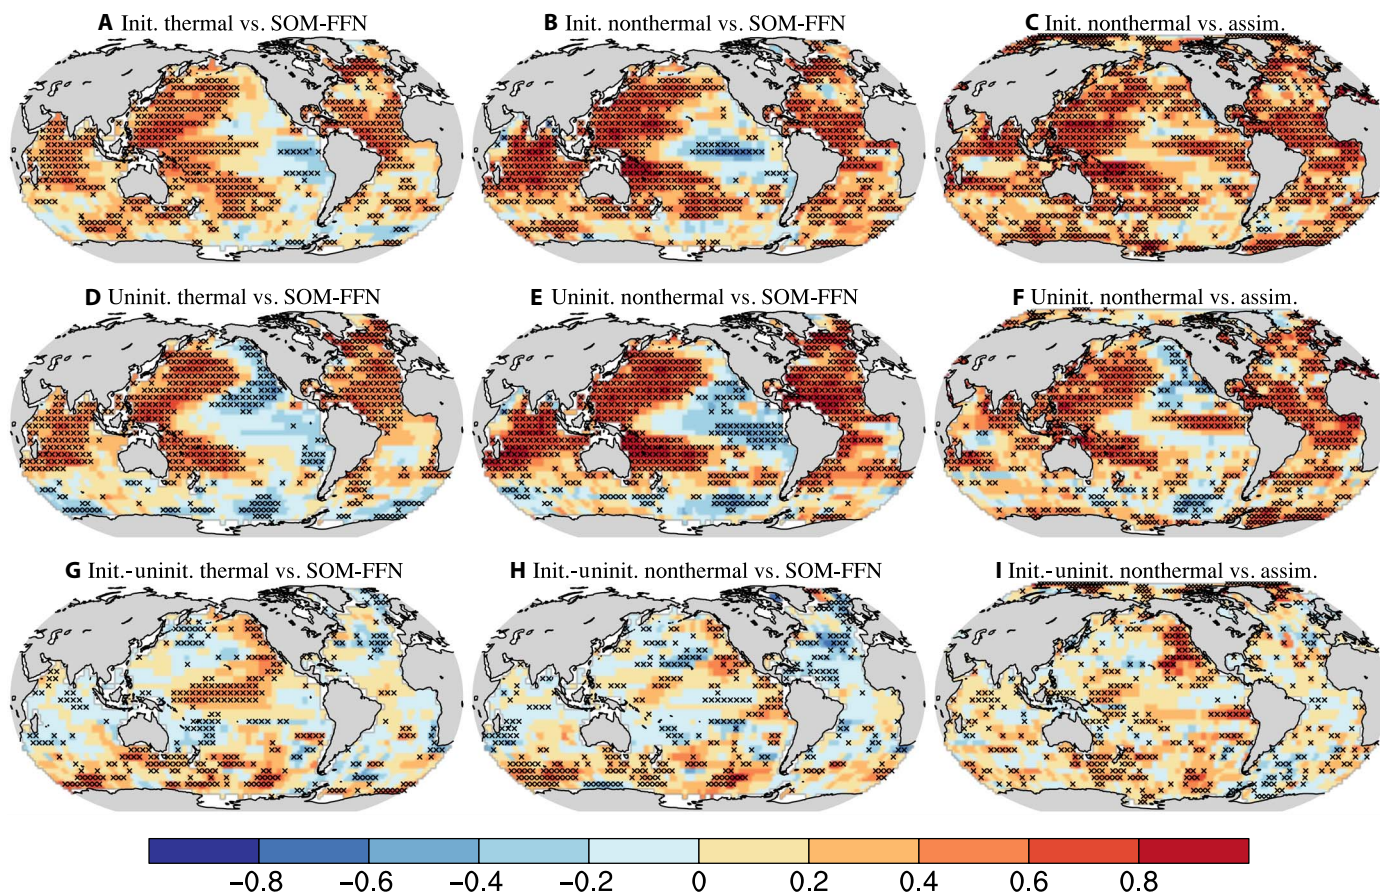 A Init. thermal vs. SOM-FFN
B Init. nonthermal vs. SOM-FFN
C Init. nonthermal vs. assim.
D Uninit. thermal vs. SOM-FFN
E Uninit. nonthermal vs. SOM-FFN
F Uninit. nonthermal vs. assim.
G Init.-uninit. thermal vs. SOM-FFN
H Init.-uninit. nonthermal vs. SOM-FFN
I Init.-uninit. nonthermal vs. assim.
−0.8 −0.6 −0.4 −0.2 0 0.2 0.4 0.6 0.8